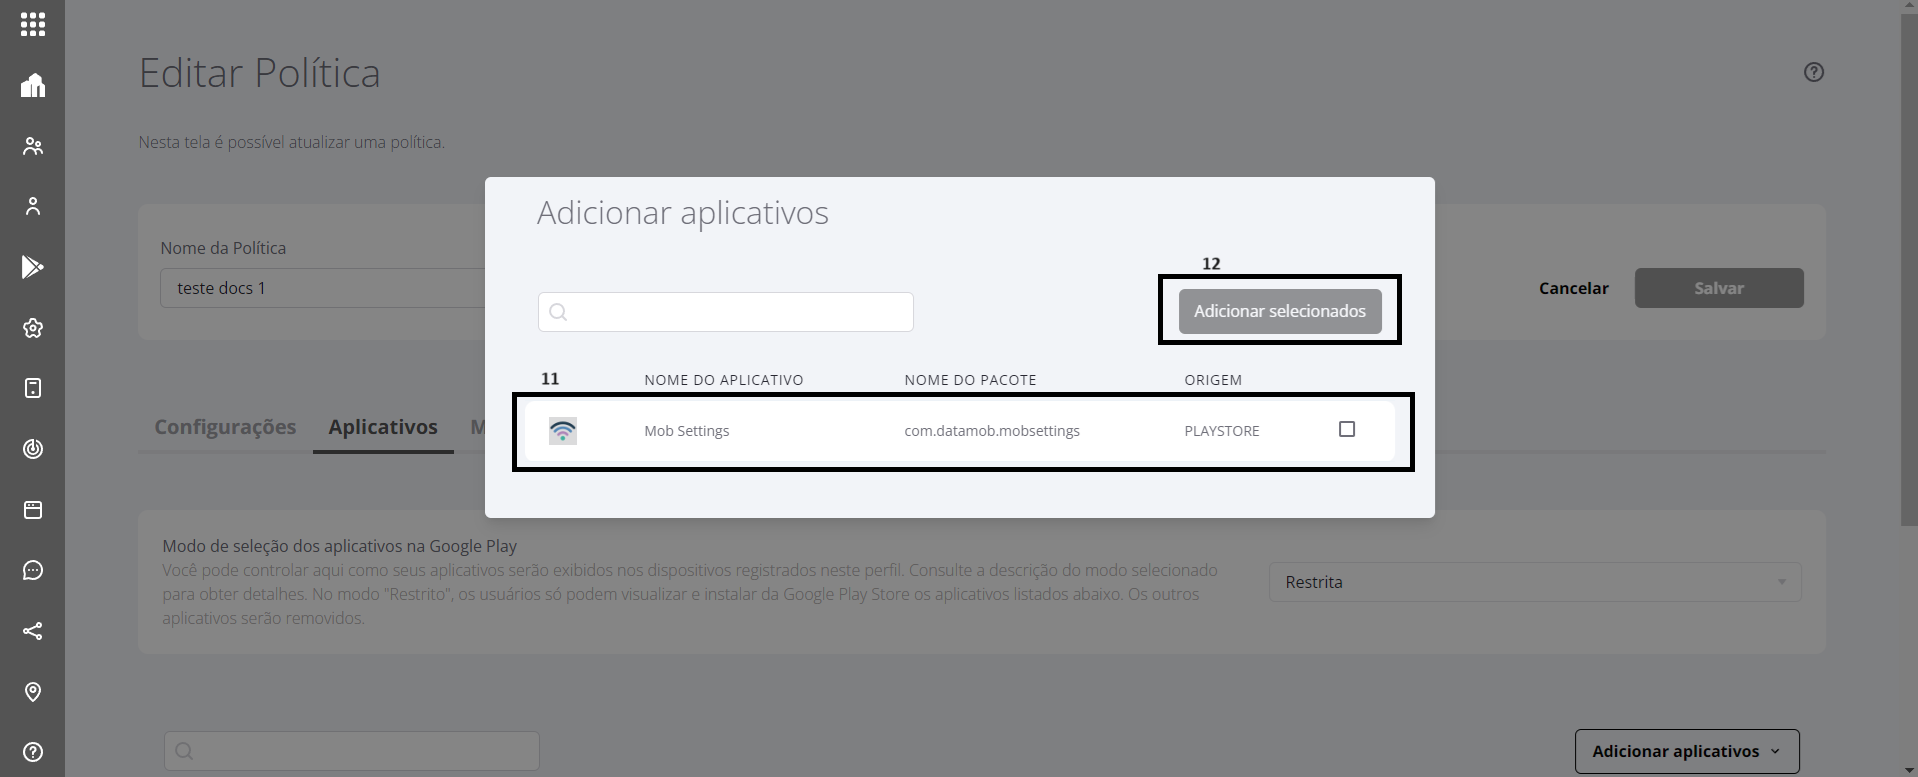 Editar Política
Nesta tela é possível atualizar uma política.
Nome da Política
teste docs 1
Cancelar
Salvar
Adicionar aplicativos
12
Adicionar selecionados
11
NOME DO APLICATIVO
NOME DO PACOTE
ORIGEM
Mob Settings
com.datamob.mobsettings
PLAYSTORE
Configurações
Aplicativos
M
Modo de seleção dos aplicativos na Google Play
Você pode controlar aqui como seus aplicativos serão exibidos nos dispositivos registrados neste perfil. Consulte a descrição do modo selecionado
para obter detalhes. No modo "Restrito", os usuários só podem visualizar e instalar da Google Play Store os aplicativos listados abaixo. Os outros
aplicativos serão removidos.
Restrita
Adicionar aplicativos